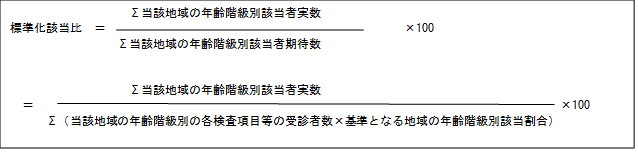 Σ当該地域の年齢階級別該当者実数
標準化該当比 = ×100
Σ当該地域の年齢階級別該当者期待数
Σ当該地域の年齢階級別該当者実数
= ×100
Σ（当該地域の年齢階級別の各検査項目等の受診者数×基準となる地域の年齢階級別該当割合）